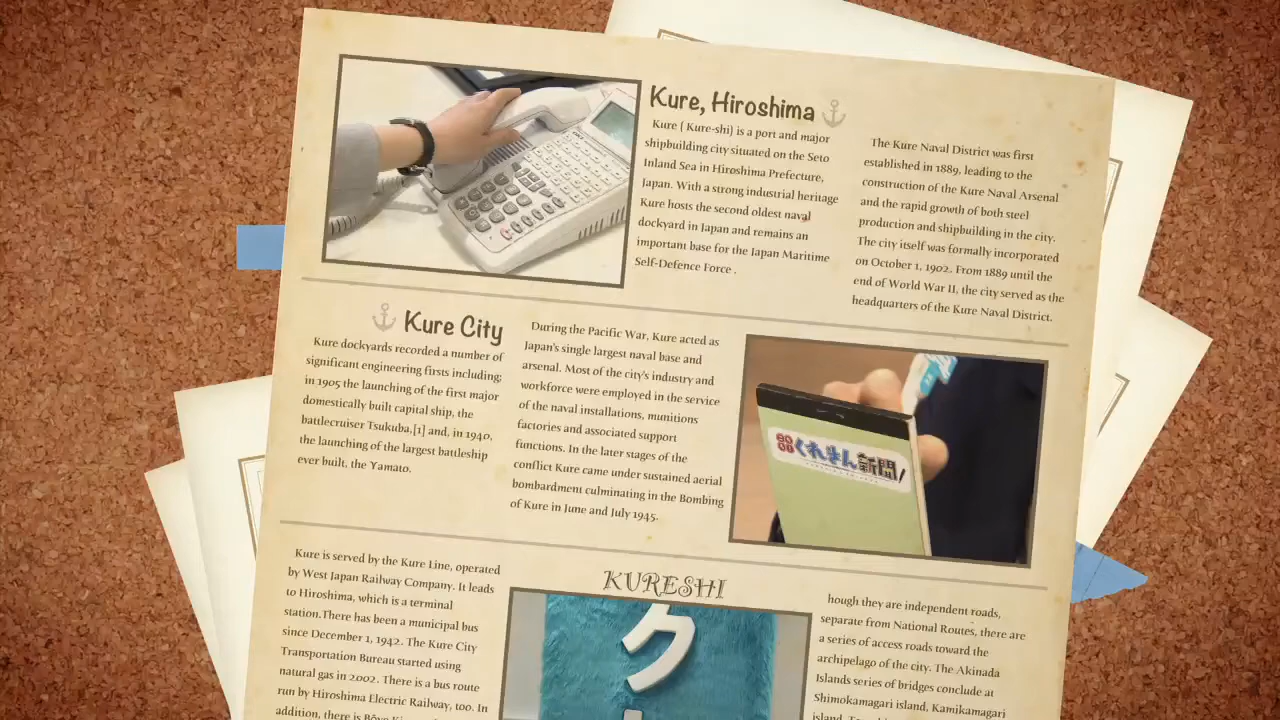 Kure, Hiroshima
Kure ( Kure-shi) is a port and major
shipbuilding city situated on the Seto
Inland Sea in Hiroshima Prefecture,
Japan. With a strong industrial heritage
Kure hosts the second oldest naval
dockyard in Japan and remains an
important base for the Japan Maritime
Self-Defence Force .
The Kure Naval District was first
established in 1889, leading to the
construction of the Kure Naval Arsenal
and the rapid growth of both steel
production and shipbuilding in the city.
The city itself was formally incorporated
on October 1, 1902. From 1889 until the
end of World War II, the city served as the
headquarters of the Kure Naval District.
Kure City
Kure dockyards recorded a number of
significant engineering firsts including;
in 1905 the launching of the first major
domestically built capital ship, the
battlecruiser Tsukuba,[1] and, in 1940,
the launching of the largest battleship
ever built, the Yamato.
During the Pacific War, Kure acted as
Japan's single largest naval base and
arsenal. Most of the city's industry and
workforce were employed in the service
of the naval installations, munitions
factories and associated support
functions. In the later stages of the
conflict Kure came under sustained aerial
bombardment culminating in the Bombing
of Kure in June and July 1945.
新聞
Kure is served by the Kure Line, operated
by West Japan Railway Company. It leads
to Hiroshima, which is a terminal
station.There has been a municipal bus
since December 1, 1942. The Kure City
Transportation Bureau started using
natural gas in 2002. There is a bus route
run by Hiroshima Electric Railway, too. In
addition, there is Bōyo
KURESHI
ク
hough they are independent roads,
separate from National Routes, there are
a series of access roads toward the
archipelago of the city. The Akinada
Islands series of bridges conclude at
Shimokamagari island, Kamikamagari
island,